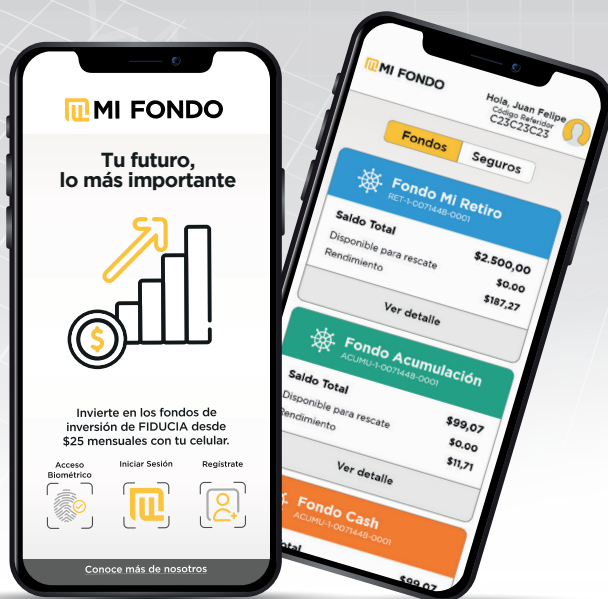 MI FONDO
Tu futuro,
lo más importante
$
Invierte en los fondos de
inversión de FIDUCIA desde
$25 mensuales con tu celular.
Acceso
Biométrico
Iniciar Sesión
Regístrate
Conoce más de nosotros
MI FONDO
Hola, Juan Felipe
Código Referidor
C23C23C23
Fondos
Seguros
Fondo Mi Retiro
RET-1-0071448-0001
Saldo Total $2.500,00
Disponible para rescate $0.00
Rendimiento $187,27
Ver detalle
Fondo Acumulación
ACUMU-1-0071448-0001
Saldo Total $99,07
Disponible para rescate $0.00
Rendimiento $11,71
Ver detalle
Fondo Cash
ACUMU-1-0071448-0001
$99,07